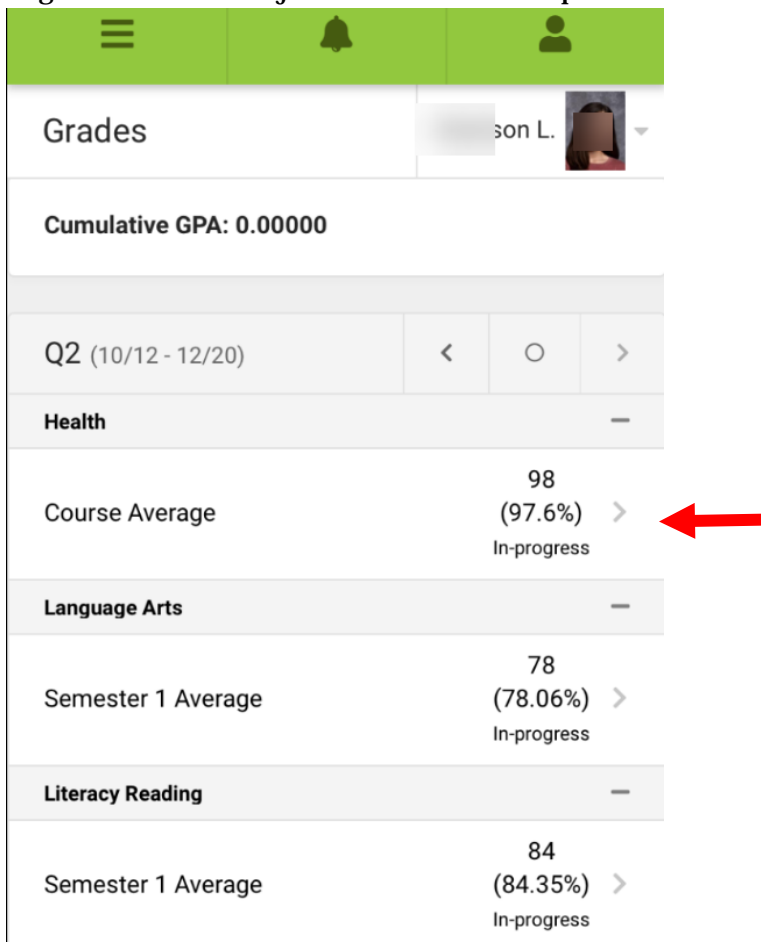 Grades
son L.
Cumulative GPA: 0.00000
Q2 (10/12 - 12/20)
Health
98
Course Average
(97.6%)
In-progress
Language Arts
78
Semester 1 Average
(78.06%)
In-progress
Literacy Reading
84
Semester 1 Average
(84.35%)
In-progress